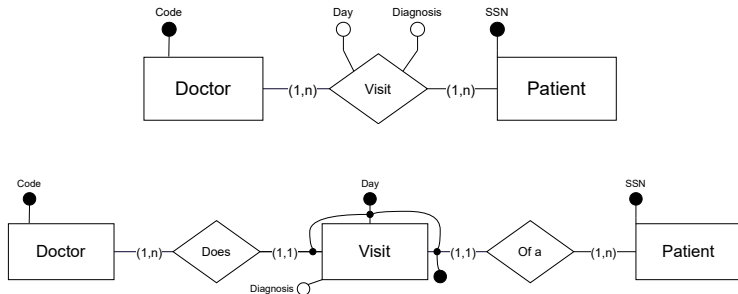 Code
Day
Diagnosis
SSN
Doctor
(1,n)
Visit
(1,n)
Patient
Code
Day
SSN
Doctor
(1,n)
Does
(1,1)
Visit
(1,1)
Of a
(1,n)
Patient
Diagnosis